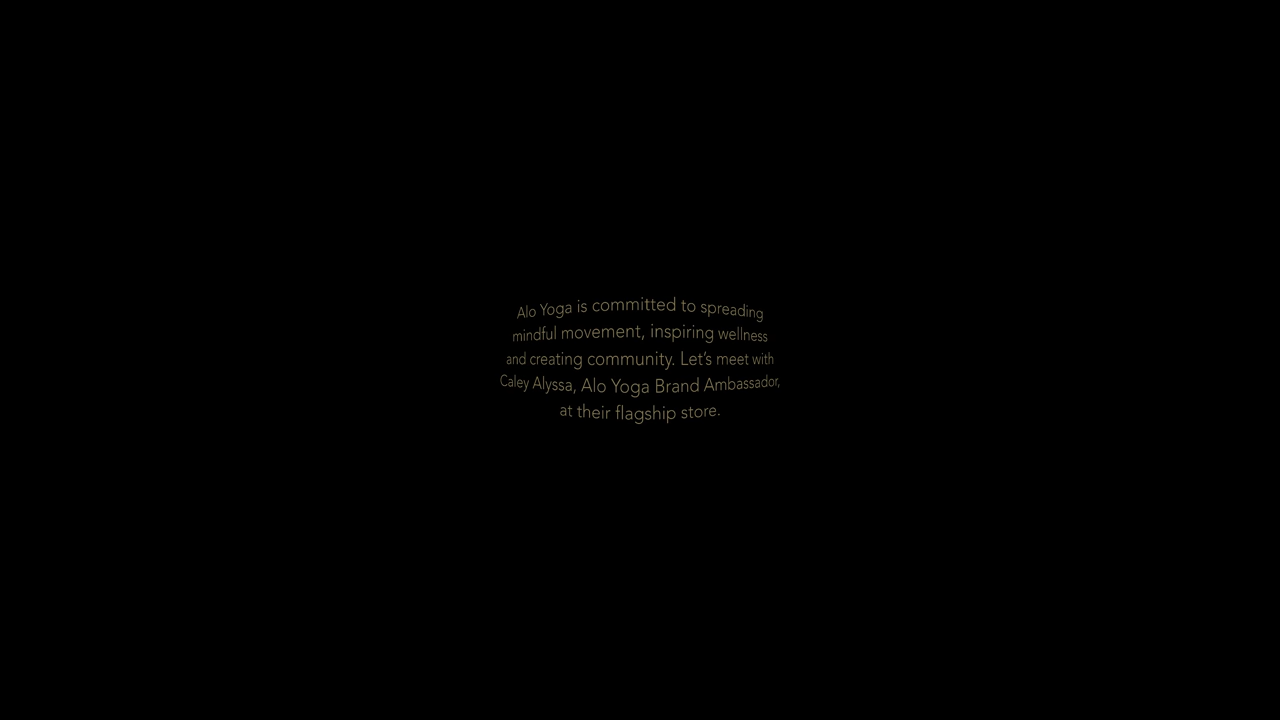 Alo Yoga is committed to spreading
mindful movement, inspiring wellness
and creating community. Let’s meet with
Caley Alyssa, Alo Yoga Brand Ambassador,
at their flagship store.